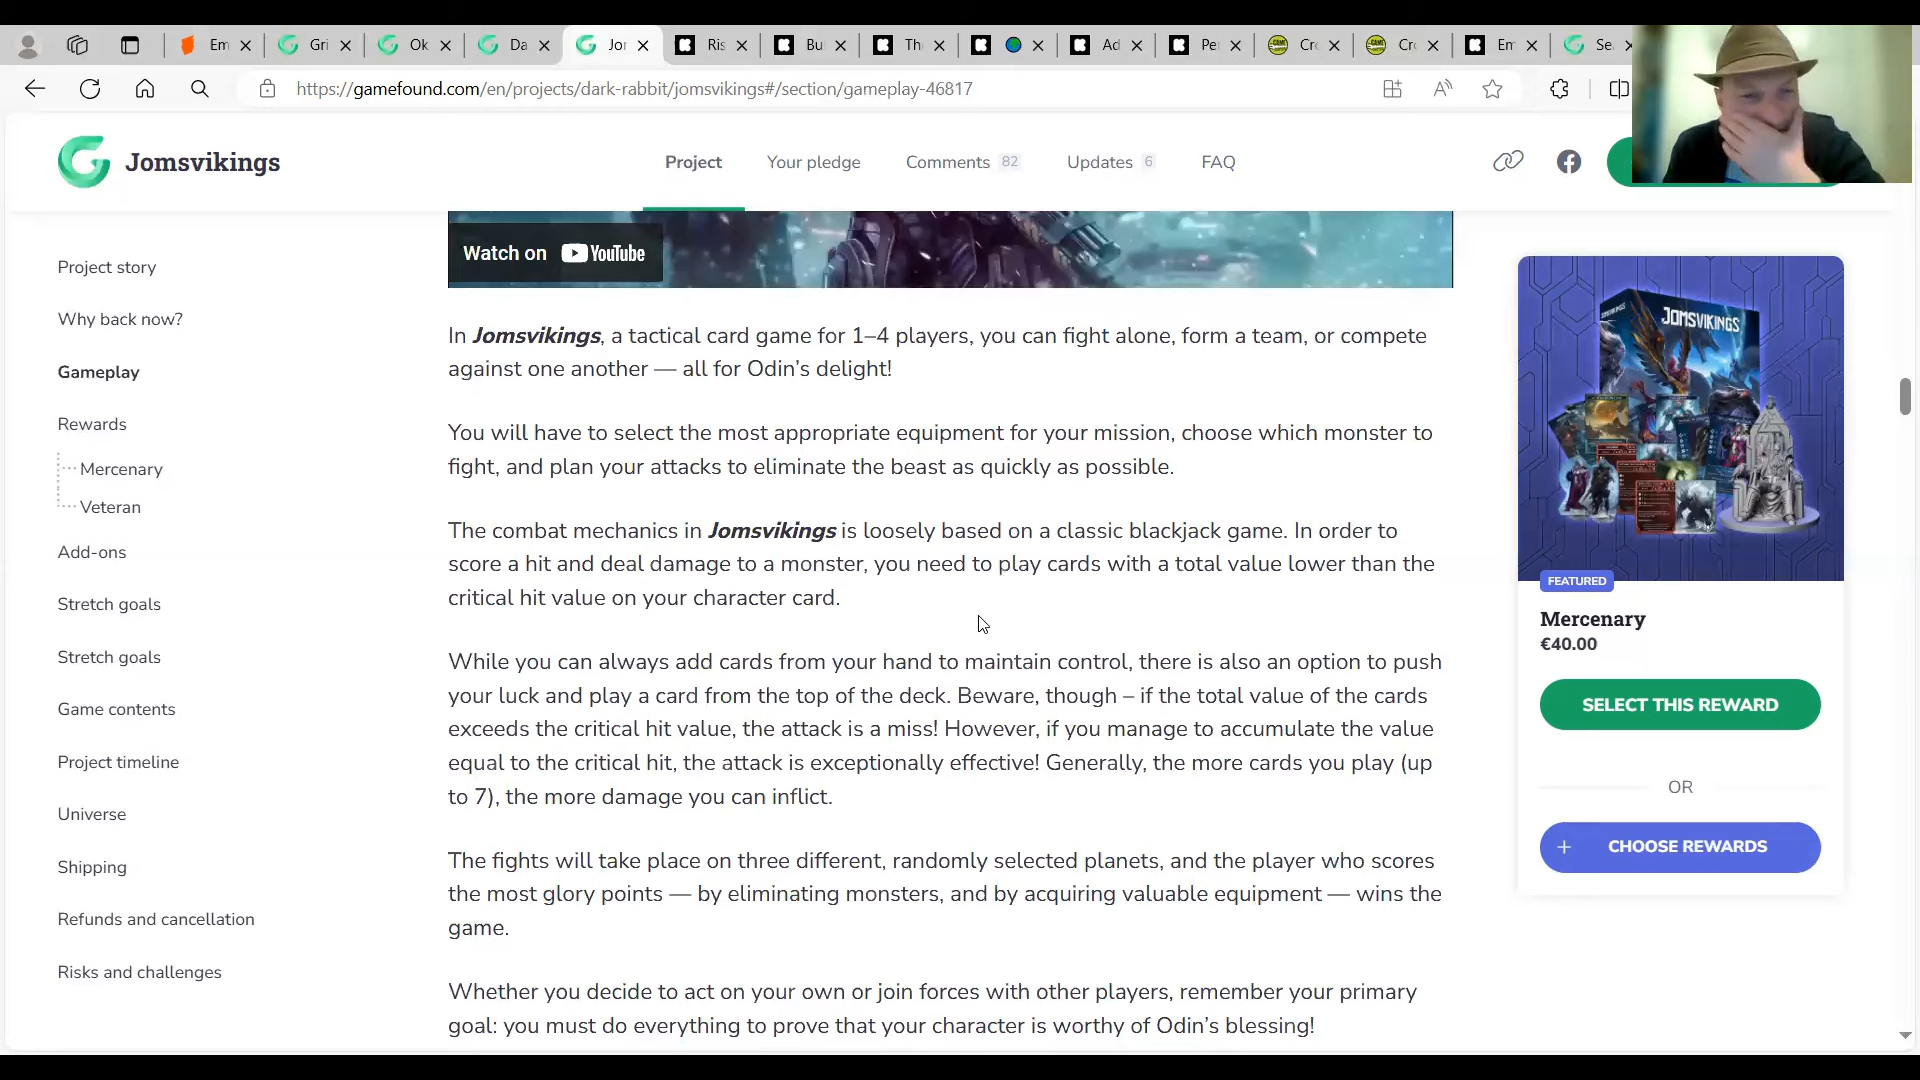 Em
Gri
Ok
Da
Jor
Ris
Bu
Th
Ad
Per
Cr
Cr
Em
Se
https://gamefound.com/en/projects/dark-rabbit/jomsvikings#/section/gameplay-46817
Jomsvikings
Project
Your pledge
Comments 82
Updates 6
FAQ
Project story
Why back now?
Gameplay
Rewards
Mercenary
Veteran
Add-ons
Stretch goals
Stretch goals
Game contents
Project timeline
Universe
Shipping
Refunds and cancellation
Risks and challenges
Watch on YouTube
In Jomsvikings, a tactical card game for 1–4 players, you can fight alone, form a team, or compete
against one another — all for Odin's delight!
You will have to select the most appropriate equipment for your mission, choose which monster to
fight, and plan your attacks to eliminate the beast as quickly as possible.
The combat mechanics in Jomsvikings is loosely based on a classic blackjack game. In order to
score a hit and deal damage to a monster, you need to play cards with a total value lower than the
critical hit value on your character card.
While you can always add cards from your hand to maintain control, there is also an option to push
your luck and play a card from the top of the deck. Beware, though – if the total value of the cards
exceeds the critical hit value, the attack is a miss! However, if you manage to accumulate the value
equal to the critical hit, the attack is exceptionally effective! Generally, the more cards you play (up
to 7), the more damage you can inflict.
The fights will take place on three different, randomly selected planets, and the player who scores
the most glory points — by eliminating monsters, and by acquiring valuable equipment — wins the
game.
Whether you decide to act on your own or join forces with other players, remember your primary
goal: you must do everything to prove that your character is worthy of Odin's blessing!
JOMSVIKINGS
FEATURED
Mercenary
€40.00
SELECT THIS REWARD
OR
+ CHOOSE REWARDS